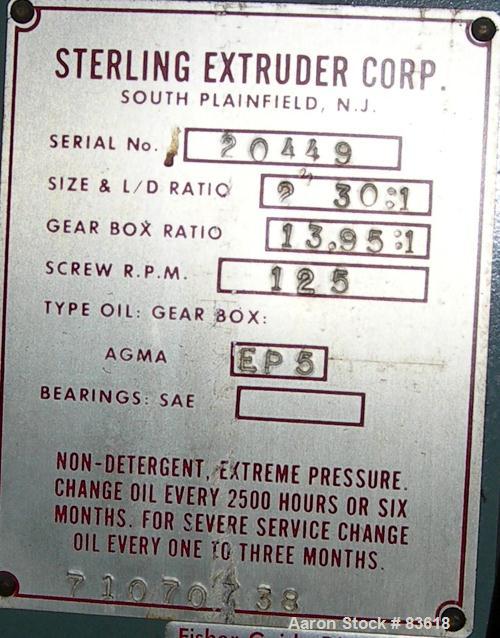 STERLING EXTRUDER CORP.
SOUTH PLAINFIELD, N.J.
SERIAL No. 20449
SIZE & L/D RATIO 2" 30:1
GEAR BOX RATIO 13.95:1
SCREW R.P.M. 125
TYPE OIL: GEAR BOX:
AGMA EP5
BEARINGS: SAE
NON-DETERGENT, EXTREME PRESSURE.
CHANGE OIL EVERY 2500 HOURS OR SIX
MONTHS. FOR SEVERE SERVICE CHANGE
OIL EVERY ONE TO THREE MONTHS.
71070738
Aaron Stock # 83618